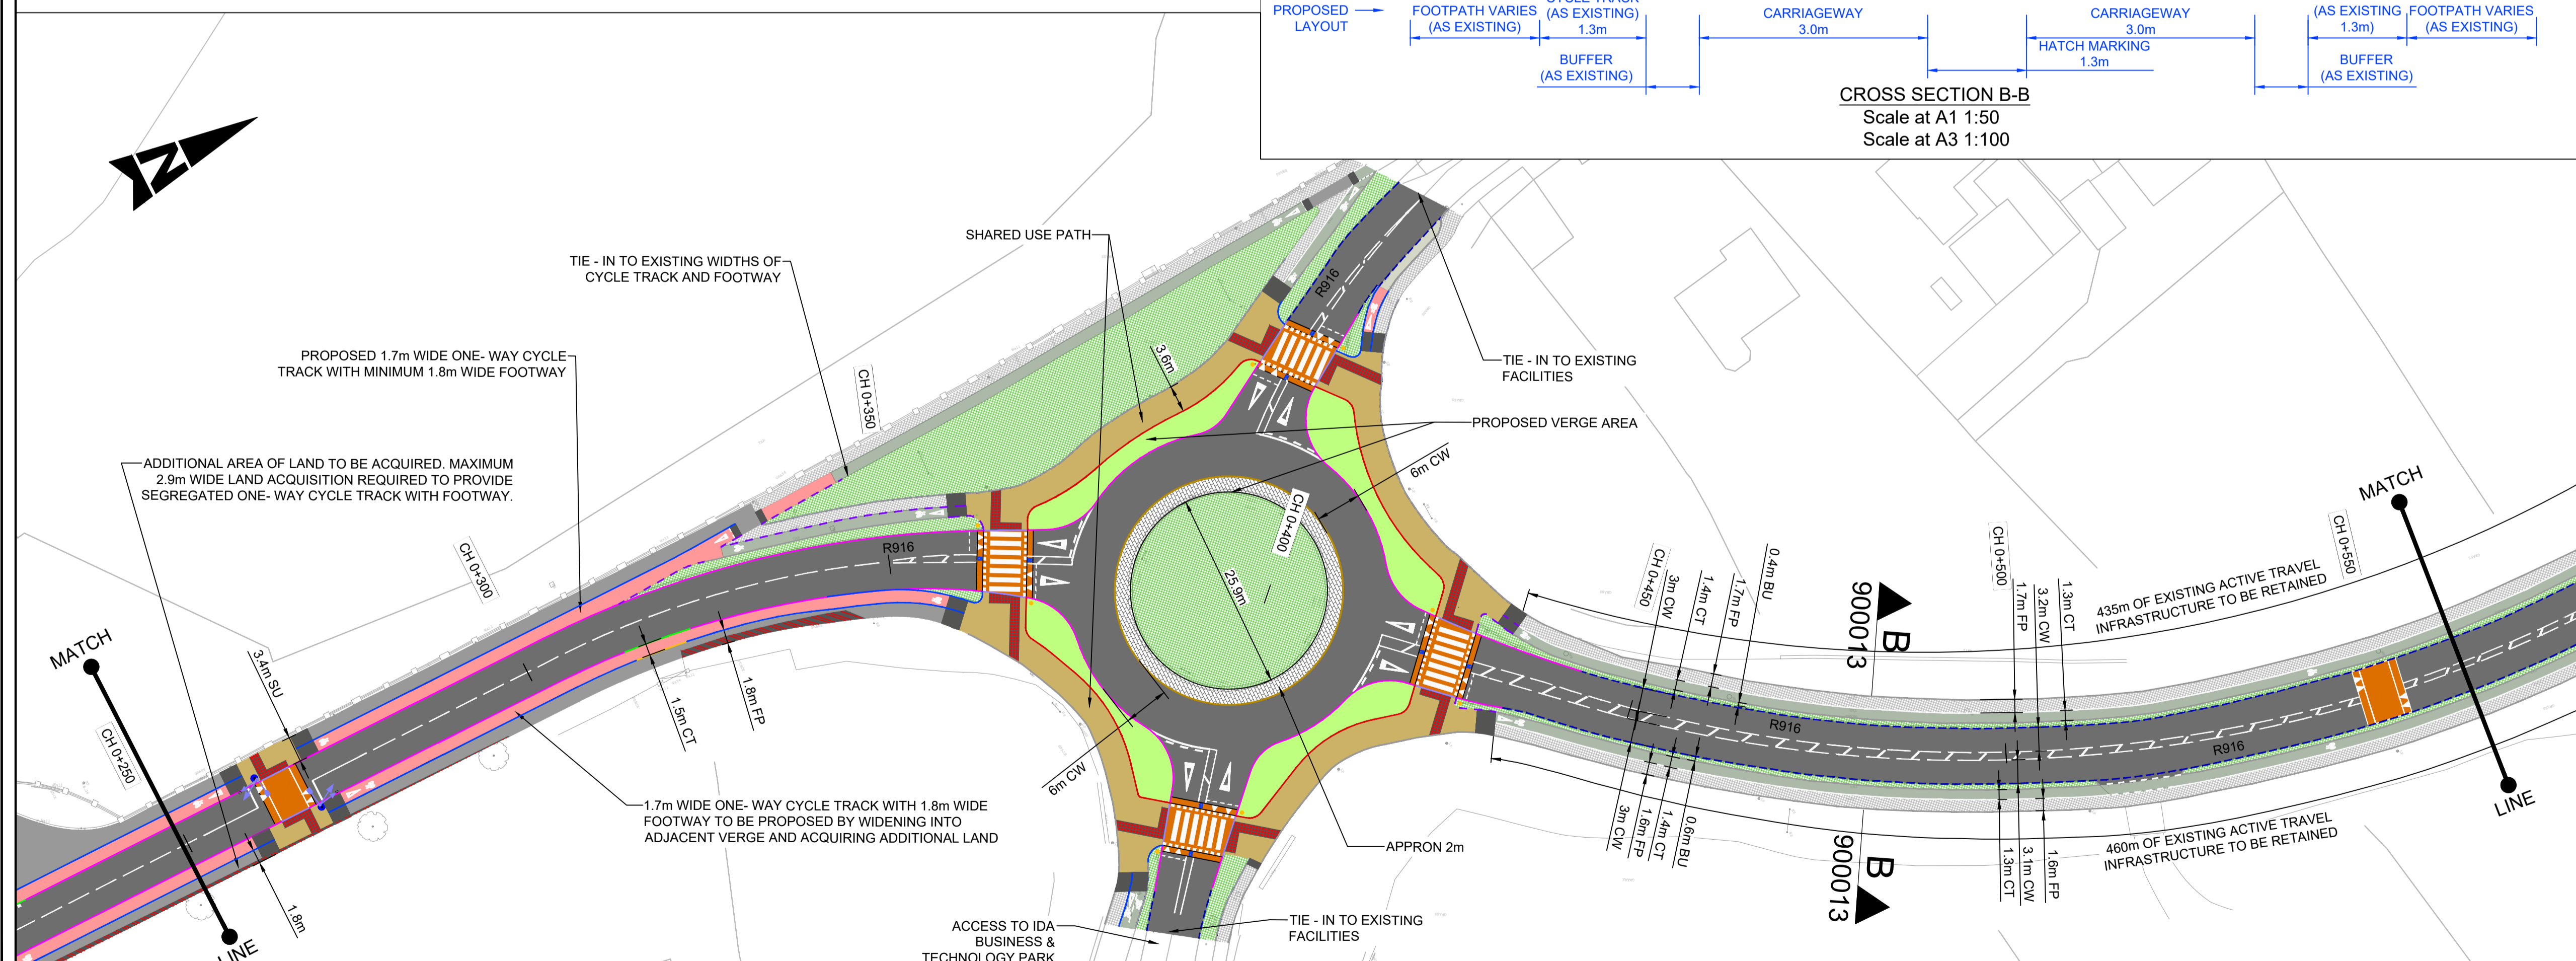 PROPOSED
LAYOUT
FOOTPATH VARIES
(AS EXISTING)
CYCLE TRACK
(AS EXISTING)
1.3m
BUFFER
(AS EXISTING)
CARRIAGEWAY
3.0m
HATCH MARKING
1.3m
CARRIAGEWAY
3.0m
(AS EXISTING
1.3m)
FOOTPATH VARIES
(AS EXISTING)
BUFFER
(AS EXISTING)
CROSS SECTION B-B
Scale at A1 1:50
Scale at A3 1:100
N
SHARED USE PATH
TIE - IN TO EXISTING WIDTHS OF
CYCLE TRACK AND FOOTWAY
PROPOSED 1.7m WIDE ONE- WAY CYCLE
TRACK WITH MINIMUM 1.8m WIDE FOOTWAY
ADDITIONAL AREA OF LAND TO BE ACQUIRED. MAXIMUM
2.9m WIDE LAND ACQUISITION REQUIRED TO PROVIDE
SEGREGATED ONE- WAY CYCLE TRACK WITH FOOTWAY.
CH 0+350
CH 0+300
CH 0+250
MATCH
LINE
3.4m SU
1.8m
1.5m CT
1.8m FP
R916
3.6m
R916
TIE - IN TO EXISTING
FACILITIES
PROPOSED VERGE AREA
6m CW
CH 0+400
25.9m
6m CW
1.7m WIDE ONE- WAY CYCLE TRACK WITH 1.8m WIDE
FOOTWAY TO BE PROPOSED BY WIDENING INTO
ADJACENT VERGE AND ACQUIRING ADDITIONAL LAND
APPRON 2m
ACCESS TO IDA
BUSINESS &
TECHNOLOGY PARK
TIE - IN TO EXISTING
FACILITIES
CH 0+450
3m CW
1.4m CT
1.7m FP
0.4m BU
3m CW
1.6m FP
1.4m CT
0.6m BU
R916
B
900013
B
900013
CH 0+500
1.7m FP
3.2m CW
1.3m CT
1.3m CT
3.1m CW
1.6m FP
435m OF EXISTING ACTIVE TRAVEL
INFRASTRUCTURE TO BE RETAINED
460m OF EXISTING ACTIVE TRAVEL
INFRASTRUCTURE TO BE RETAINED
R916
CH 0+550
MATCH
LINE